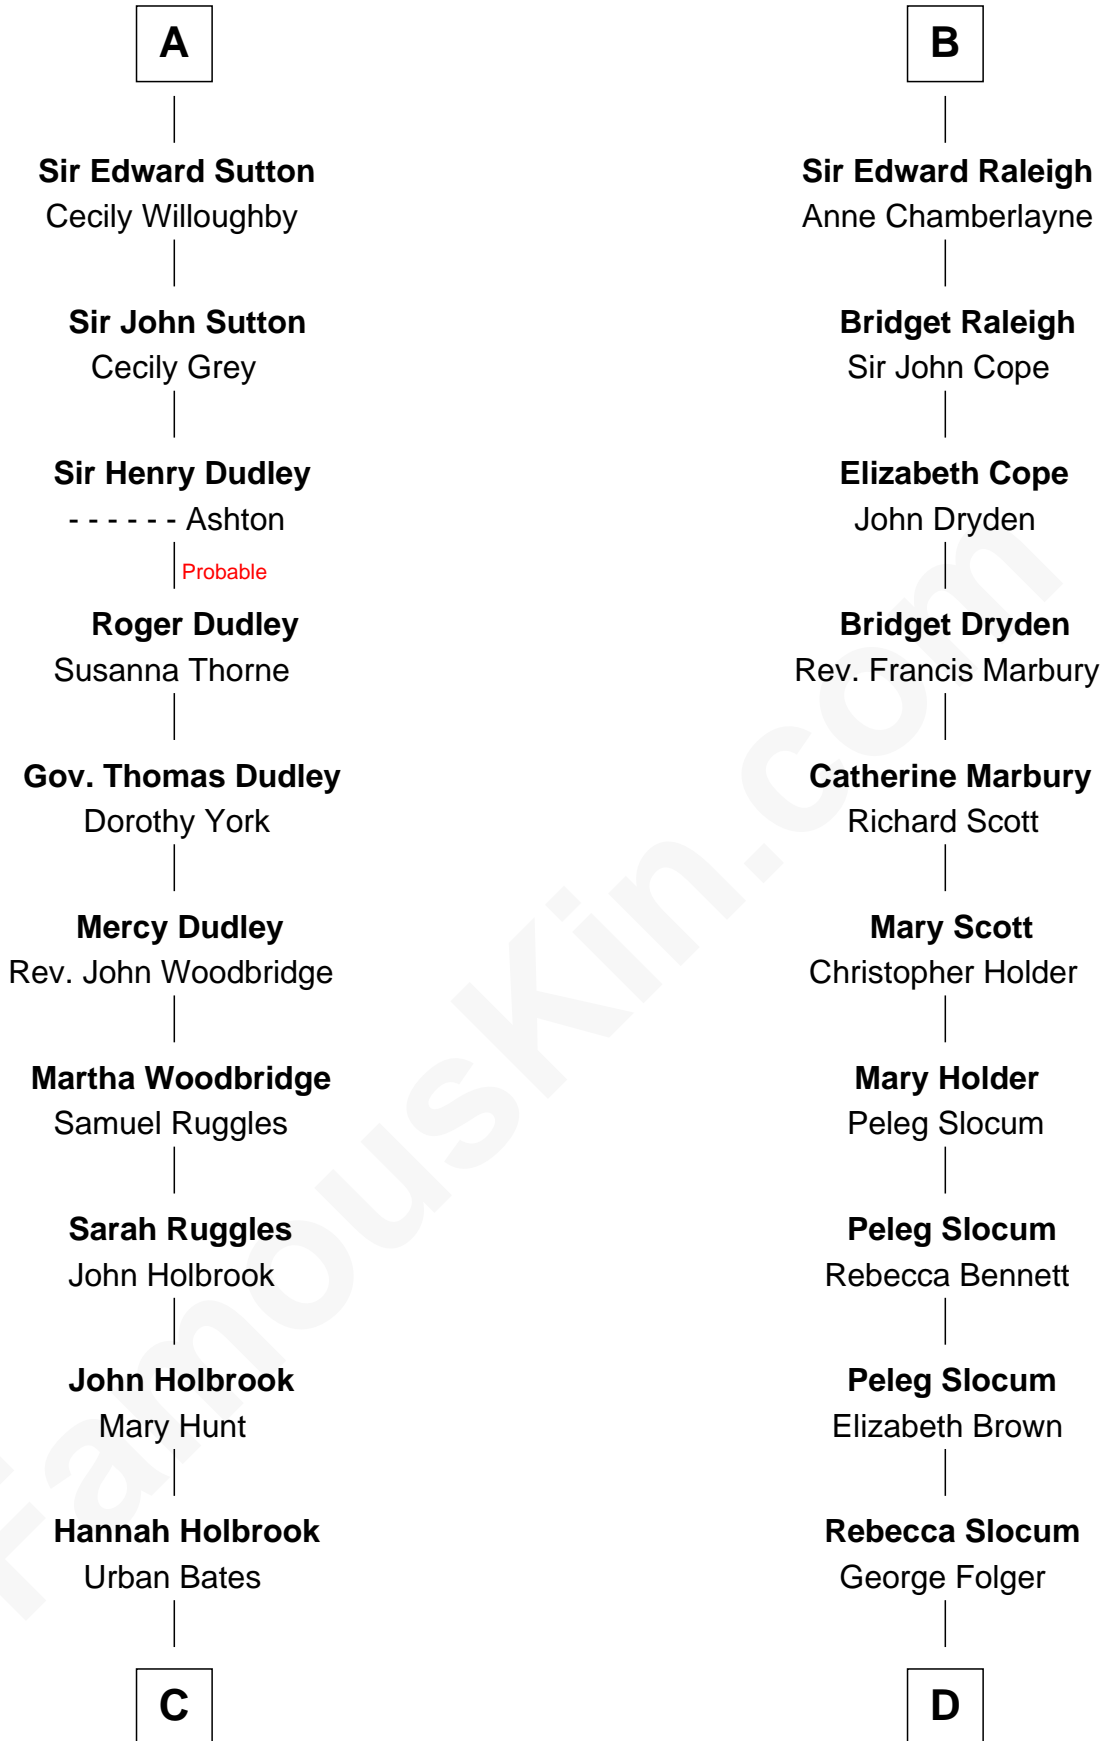 A
Sir Edward Sutton
Cecily Willoughby
Sir John Sutton
Cecily Grey
Sir Henry Dudley
- - - - - - Ashton
Probable
Roger Dudley
Susanna Thorne
Gov. Thomas Dudley
Dorothy York
Mercy Dudley
Rev. John Woodbridge
Martha Woodbridge
Samuel Ruggles
Sarah Ruggles
John Holbrook
John Holbrook
Mary Hunt
Hannah Holbrook
Urban Bates
C
B
Sir Edward Raleigh
Anne Chamberlayne
Bridget Raleigh
Sir John Cope
Elizabeth Cope
John Dryden
Bridget Dryden
Rev. Francis Marbury
Catherine Marbury
Richard Scott
Mary Scott
Christopher Holder
Mary Holder
Peleg Slocum
Peleg Slocum
Rebecca Bennett
Peleg Slocum
Elizabeth Brown
Rebecca Slocum
George Folger
D
FamousKin.com